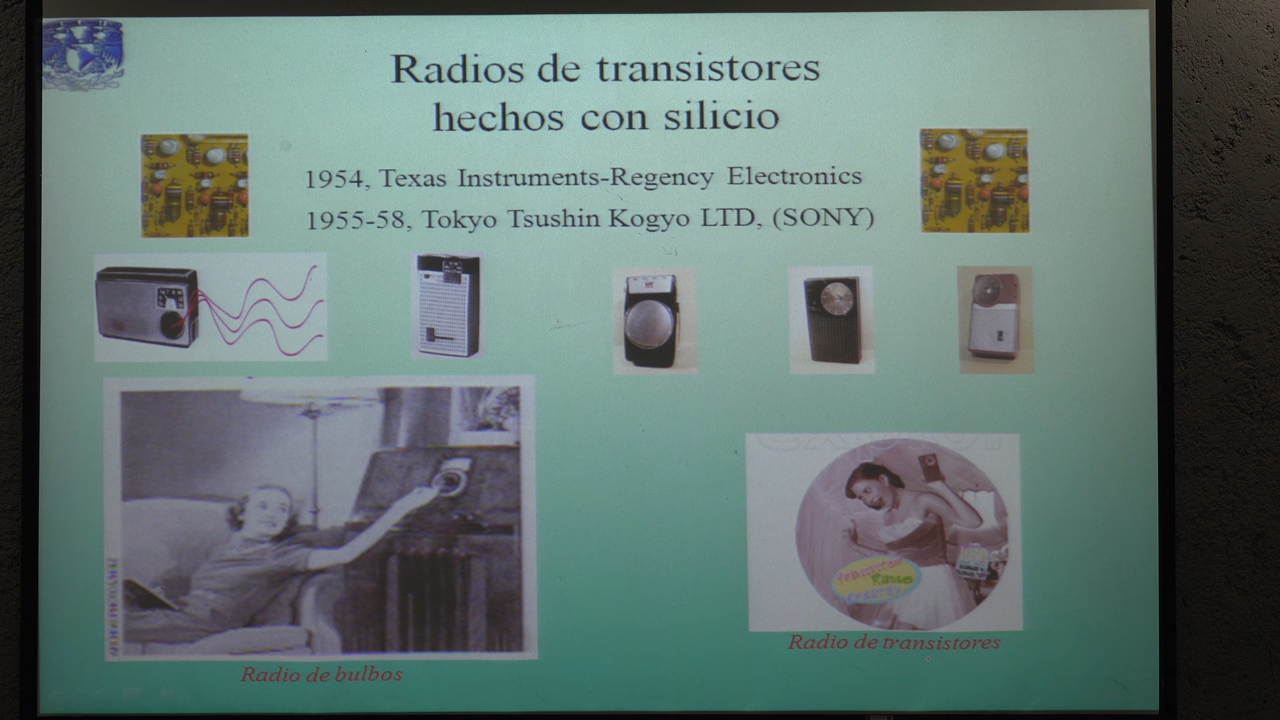 Radios de transistores
hechos con silicio
1954, Texas Instruments-Regency Electronics
1955-58, Tokyo Tsushin Kogyo LTD, (SONY)
Radio de bulbos
Radio de transistores